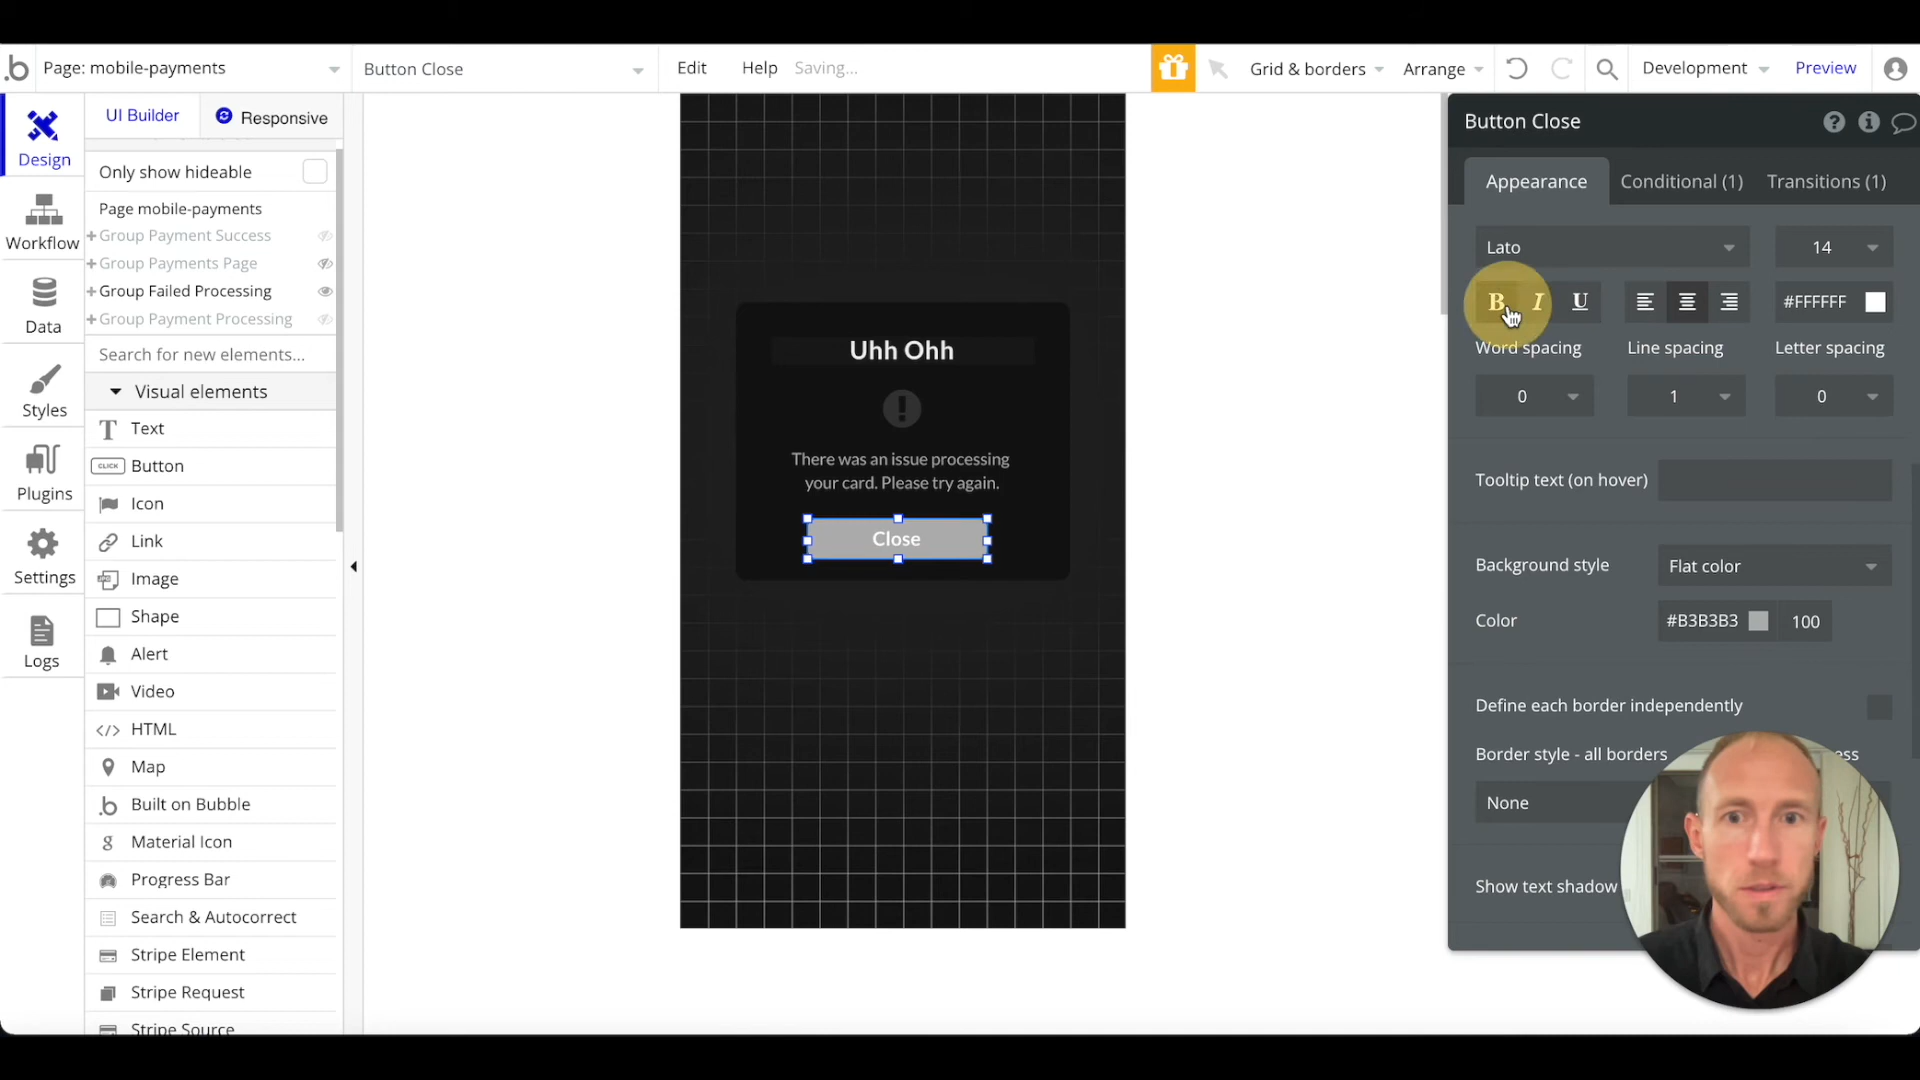 Page: mobile-payments
Button Close
Edit
Help
Saving...
Grid & borders
Arrange
Development
Preview
UI Builder
Responsive
Design
Workflow
Data
Styles
Plugins
Settings
Logs
Only show hideable
Page mobile-payments
Group Payment Success
Group Payments Page
Group Failed Processing
Group Payment Processing
Search for new elements...
Visual elements
Text
CLICK Button
Icon
Link
Image
Shape
Alert
Video
HTML
Map
Built on Bubble
Material Icon
Progress Bar
Search & Autocorrect
Stripe Element
Stripe Request
Stripe Source
Uhh Ohh
There was an issue processing
your card. Please try again.
Close
Button Close
Appearance
Conditional (1)
Transitions (1)
Lato
14
B I U
#FFFFFF
Word spacing
Line spacing
Letter spacing
0
1
0
Tooltip text (on hover)
Background style
Flat color
Color
#B3B3B3
100
Define each border independently
Border style - all borders
None
Show text shadow